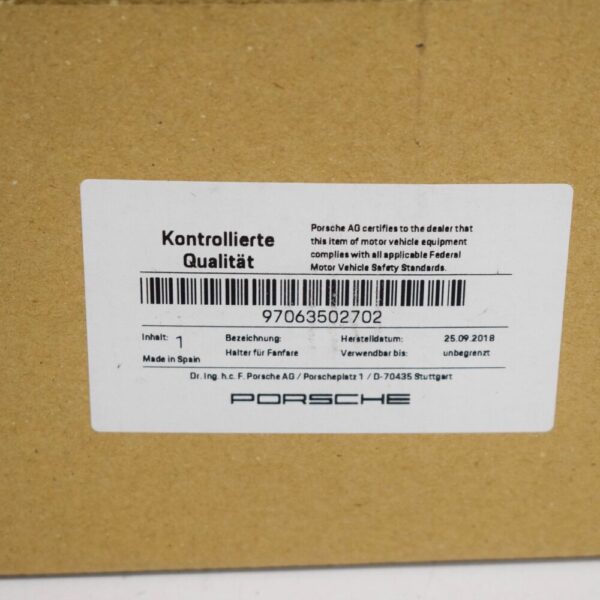 Kontrollierte
Qualität
Porsche AG certifies to the dealer that
this item of motor vehicle equipment
complies with all applicable Federal
Motor Vehicle Safety Standards.
97063502702
Inhalt: 1 Bezeichnung: Herstelldatum: 25.09.2018
Made in Spain Halter für Fanfare Verwendbar bis: unbegrenzt
Dr. Ing. h.c. F. Porsche AG / Porscheplatz 1 / D-70435 Stuttgart
PORSCHE